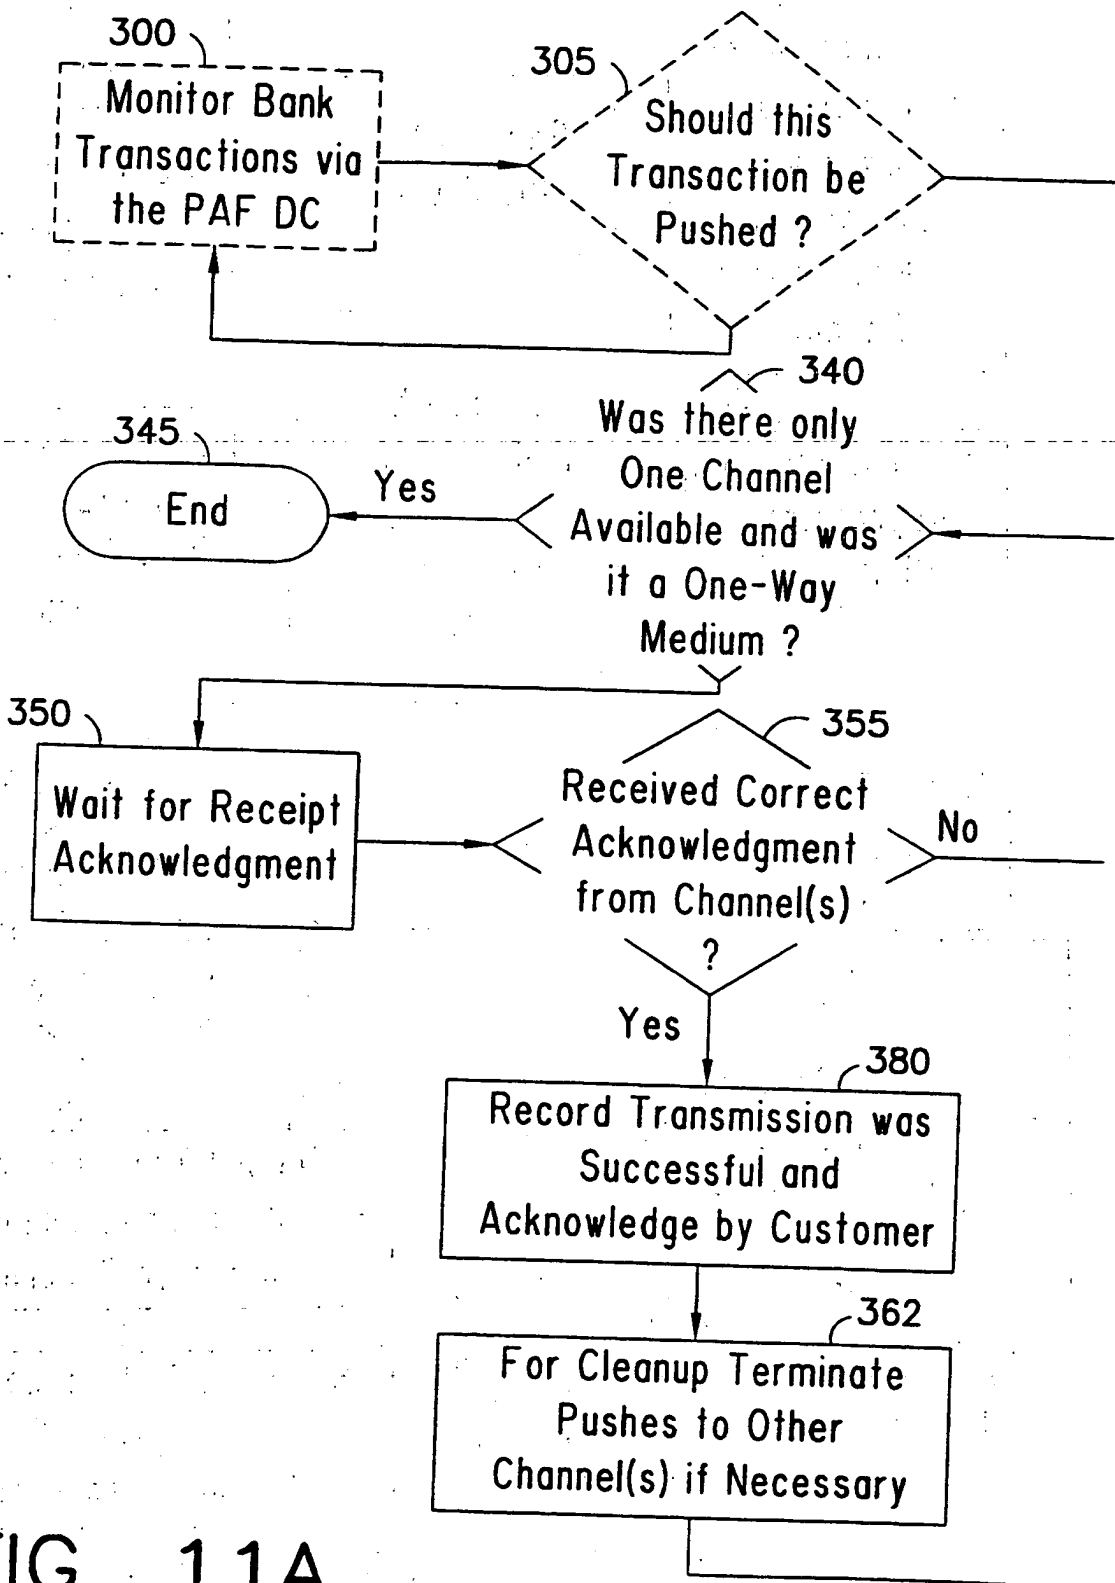 300
Monitor Bank
Transactions via
the PAF DC
305
Should this
Transaction be
Pushed ?
340
Was there only
One Channel
Available and was
it a One-Way
Medium ?
345
End
Yes
350
Wait for Receipt
Acknowledgment
355
Received Correct
Acknowledgment
from Channel(s)
?
No
Yes
380
Record Transmission was
Successful and
Acknowledge by Customer
362
For Cleanup Terminate
Pushes to Other
Channel(s) if Necessary
FIG. 11A